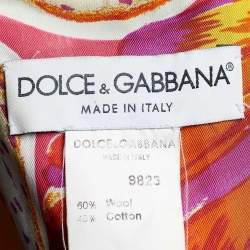 DOLCE & GABBANA®
MADE IN ITALY
DOLCE&GABBANA
MADE IN ITALY
9823
60% Wool
40% Cotton